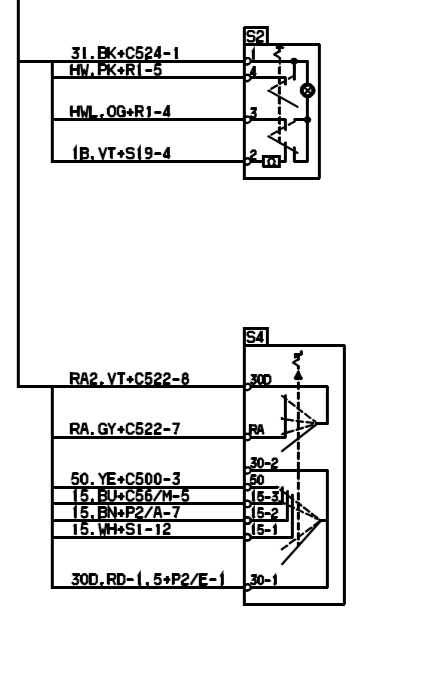 S2
31.BK+C524-1
1
HW.PK+R1-5
4
HWL.OG+R1-4
3
1B.VT+S19-4
2
S4
RA2.VT+C522-8
30D
RA.GY+C522-7
RA
30-2
50.YE+C500-3
50
15.BU+C56/M-5
15-3
15.BN+P2/A-7
15-2
15.WH+S1-12
15-1
30D.RD-1.5+P2/E-1
30-1